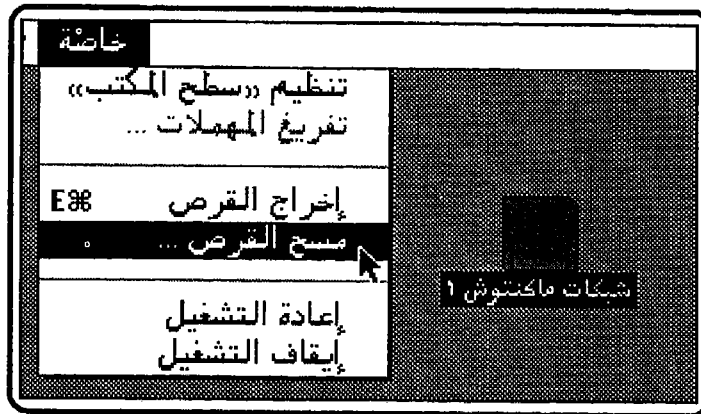 خاصّة
تنظيم «سطح المكتب»
تفريغ المهملات ...
إخراج القرص E⌘
مسح القرص ...
شبكات ماكنتوش ١
إعادة التشغيل
إيقاف التشغيل